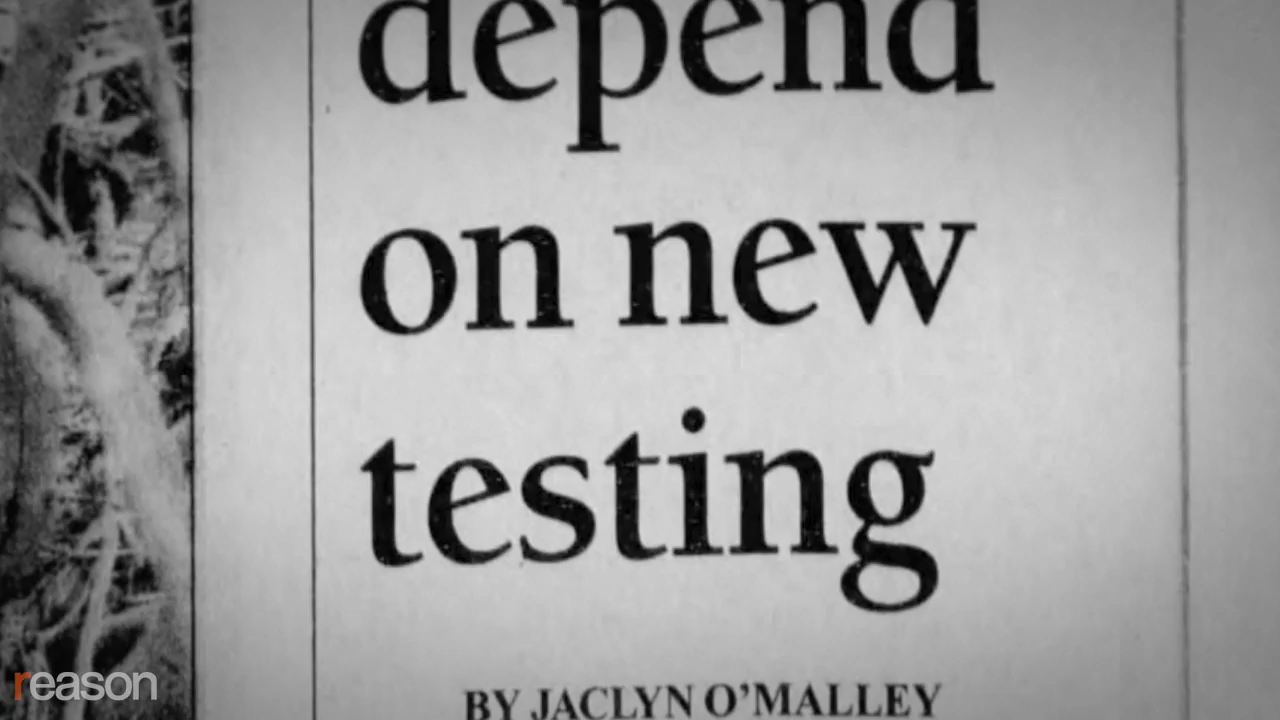 depend
on new
testing
BY JACLYN O’MALLEY
reason